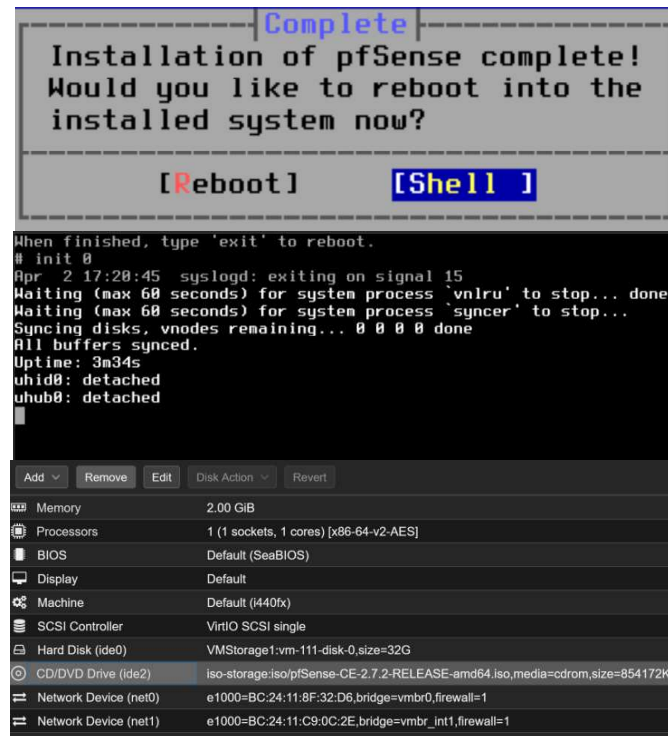 Complete
Installation of pfSense complete!
Would you like to reboot into the
installed system now?
[Reboot] [Shell ]
When finished, type 'exit' to reboot.
# init 0
Apr  2 17:20:45  syslogd: exiting on signal 15
Waiting (max 60 seconds) for system process `vnlru' to stop... done
Waiting (max 60 seconds) for system process `syncer' to stop...
Syncing disks, vnodes remaining... 0 0 0 0 done
All buffers synced.
Uptime: 3m34s
uhid0: detached
uhub0: detached
Add Remove Edit Disk Action Revert
Memory 2.00 GiB
Processors 1 (1 sockets, 1 cores) [x86-64-v2-AES]
BIOS Default (SeaBIOS)
Display Default
Machine Default (i440fx)
SCSI Controller VirtIO SCSI single
Hard Disk (ide0) VMStorage1:vm-111-disk-0,size=32G
CD/DVD Drive (ide2) iso-storage:iso/pfSense-CE-2.7.2-RELEASE-amd64.iso,media=cdrom,size=854172K
Network Device (net0) e1000=BC:24:11:8F:32:D6,bridge=vmbr0,firewall=1
Network Device (net1) e1000=BC:24:11:C9:0C:2E,bridge=vmbr_int1,firewall=1